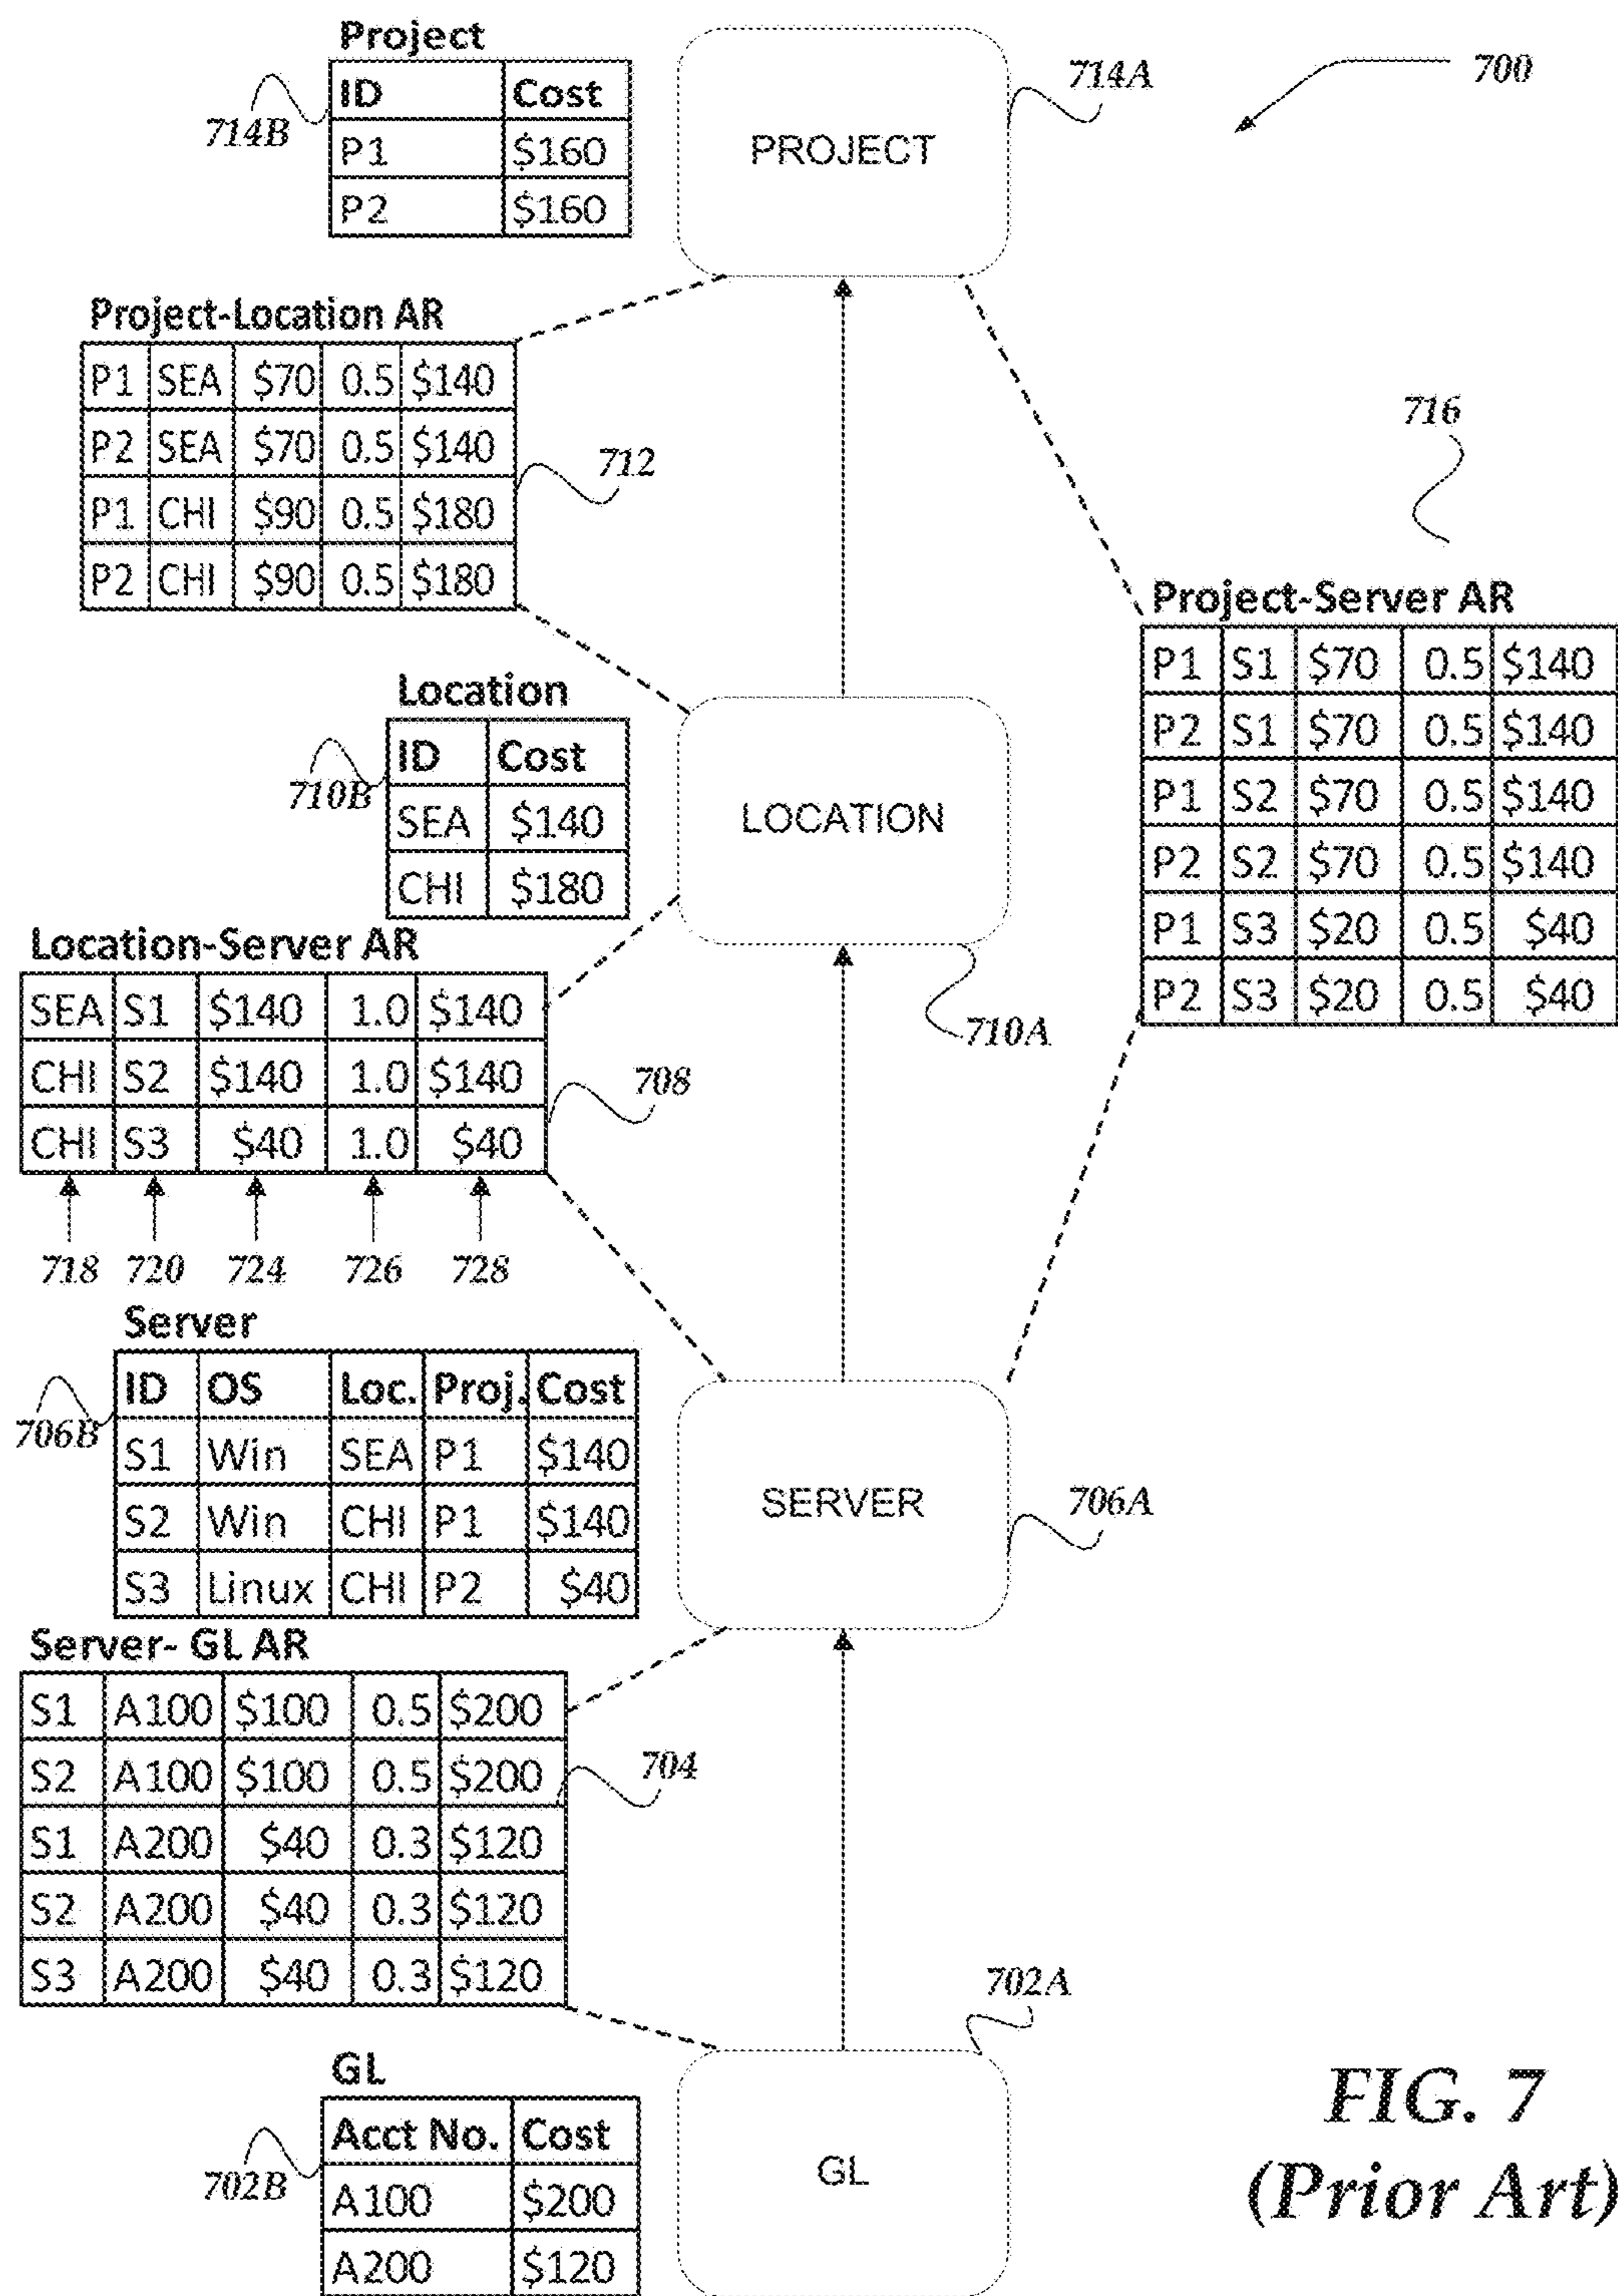 Project
ID Cost
P1 $160
P2 $160
714B
PROJECT
714A
700
Project-Location AR
P1 SEA $70 0.5 $140
P2 SEA $70 0.5 $140
P1 CHI $90 0.5 $180
P2 CHI $90 0.5 $180
712
716
Project-Server AR
P1 S1 $70 0.5 $140
P2 S1 $70 0.5 $140
P1 S2 $70 0.5 $140
P2 S2 $70 0.5 $140
P1 S3 $20 0.5 $40
P2 S3 $20 0.5 $40
Location
ID Cost
SEA $140
CHI $180
710B
LOCATION
710A
Location-Server AR
SEA S1 $140 1.0 $140
CHI S2 $140 1.0 $140
CHI S3 $40 1.0 $40
708
718 720 724 726 728
Server
ID OS Loc. Proj. Cost
S1 Win SEA P1 $140
S2 Win CHI P1 $140
S3 Linux CHI P2 $40
706B
SERVER
706A
Server- GL AR
S1 A100 $100 0.5 $200
S2 A100 $100 0.5 $200
S1 A200 $40 0.3 $120
S2 A200 $40 0.3 $120
S3 A200 $40 0.3 $120
704
702A
GL
Acct No. Cost
A100 $200
A200 $120
702B
GL
FIG. 7
(Prior Art)